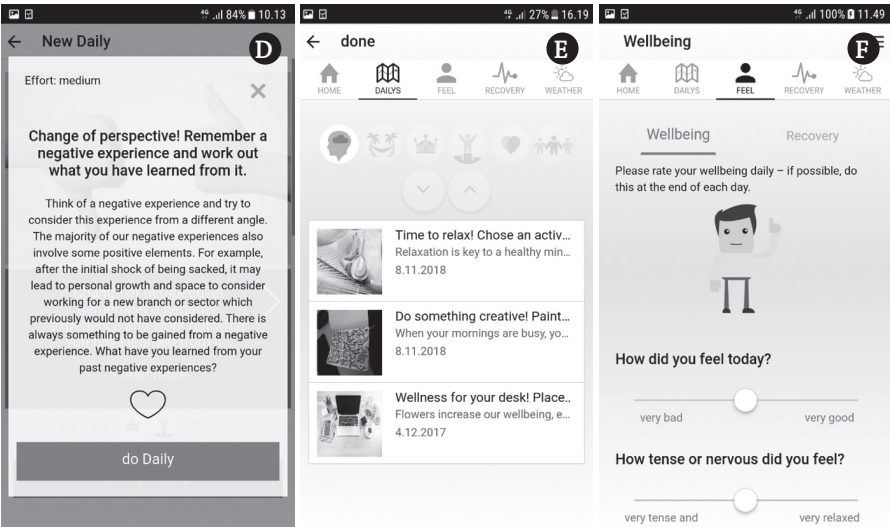 4G 84% 10.13
New Daily
D
Effort: medium
Change of perspective! Remember a
negative experience and work out
what you have learned from it.
Think of a negative experience and try to
consider this experience from a different angle.
The majority of our negative experiences also
involve some positive elements. For example,
after the initial shock of being sacked, it may
lead to personal growth and space to consider
working for a new branch or sector which
previously would not have considered. There is
always something to be gained from a negative
experience. What have you learned from your
past negative experiences?
do Daily
4G 27% 16.19
done
E
HOME DAILYS FEEL RECOVERY WEATHER
Time to relax! Chose an activ...
Relaxation is key to a healthy min...
8.11.2018
Do something creative! Paint...
When your mornings are busy, yo...
8.11.2018
Wellness for your desk! Place..
Flowers increase our wellbeing, e...
4.12.2017
4G 100% 11.49
Wellbeing
F
HOME DAILYS FEEL RECOVERY WEATHER
Wellbeing Recovery
Please rate your wellbeing daily – if possible, do
this at the end of each day.
How did you feel today?
very bad very good
How tense or nervous did you feel?
very tense and very relaxed